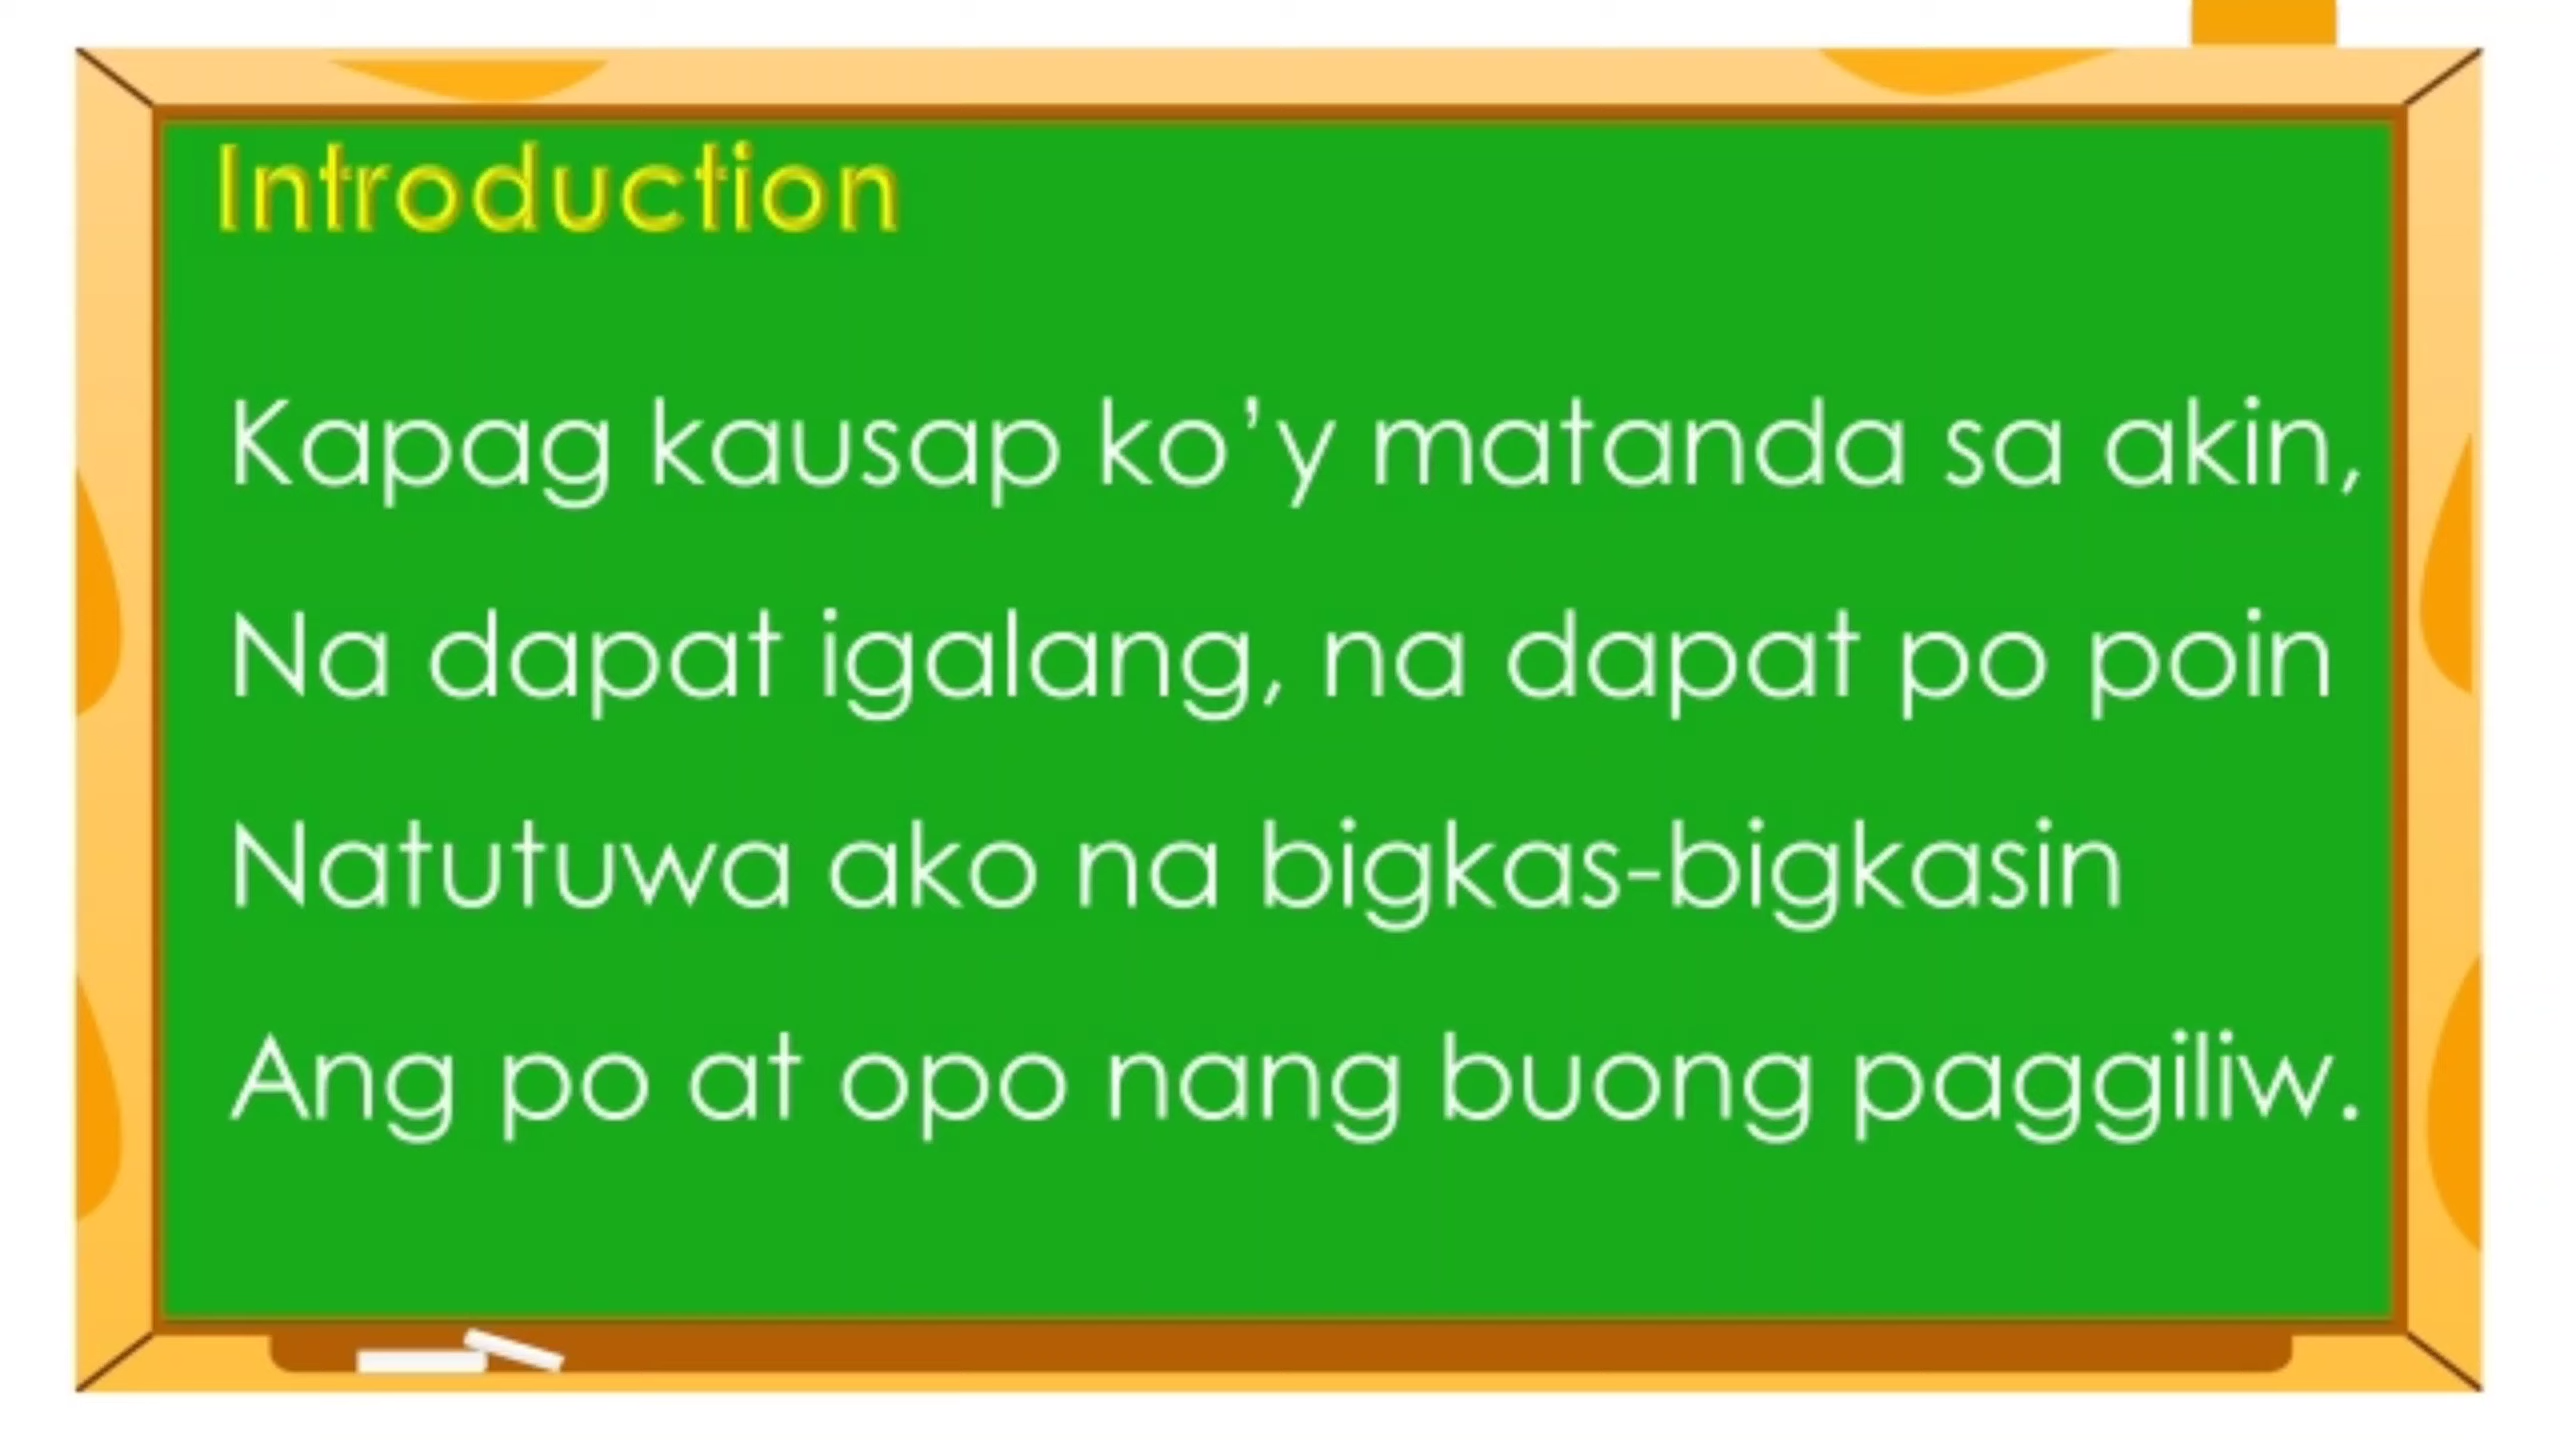 Introduction
Kapag kausap ko’y matanda sa akin,
Na dapat igalang, na dapat po poin
Natutuwa ako na bigkas-bigkasin
Ang po at opo nang buong paggiliw.